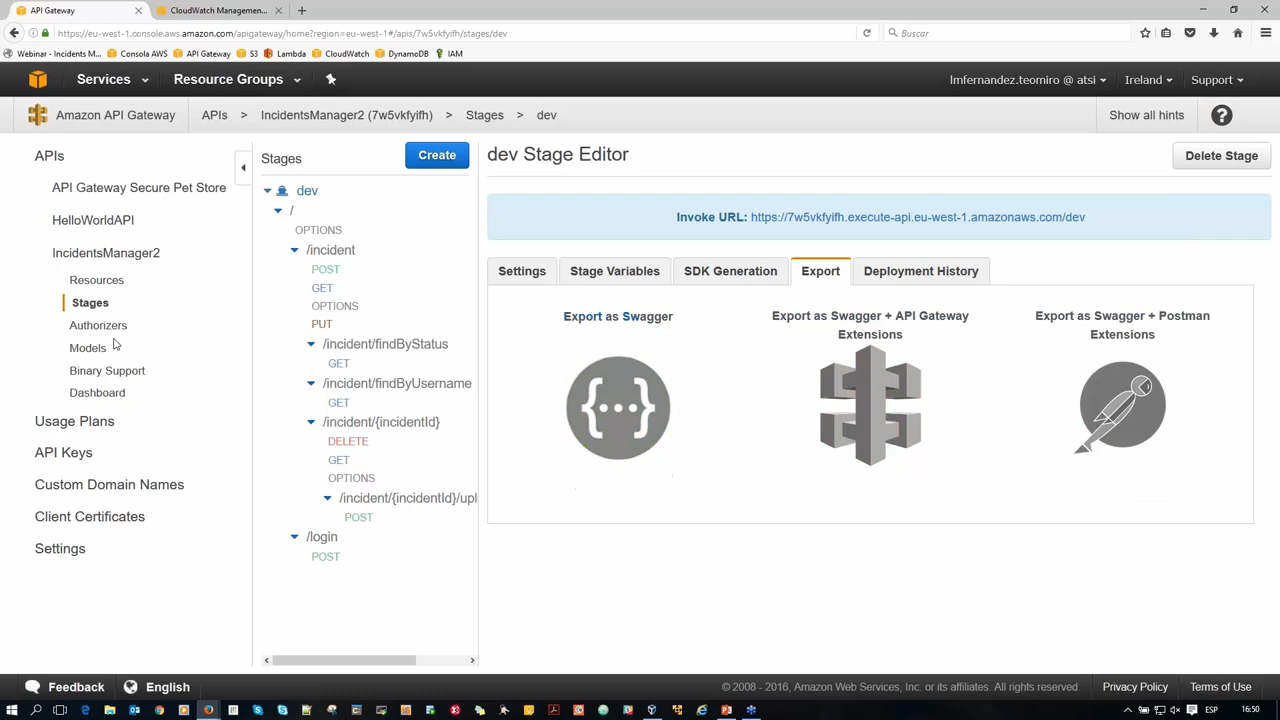 API Gateway
CloudWatch Management...
https://eu-west-1.console.aws.amazon.com/apigateway/home?region=eu-west-1#/apis/7w5vkfyifh/stages/dev
Buscar
Webinar - Incidents M...
Consola AWS
API Gateway
S3
Lambda
CloudWatch
DynamoDB
IAM
Services
Resource Groups
lmfernandez.teomiro @ atsi
Ireland
Support
Amazon API Gateway
APIs > IncidentsManager2 (7w5vkfyifh) > Stages > dev
Show all hints
?
APIs
API Gateway Secure Pet Store
HelloWorldAPI
IncidentsManager2
Resources
Stages
Authorizers
Models
Binary Support
Dashboard
Usage Plans
API Keys
Custom Domain Names
Client Certificates
Settings
Stages
Create
dev
/
OPTIONS
/incident
POST
GET
OPTIONS
PUT
/incident/findByStatus
GET
/incident/findByUsername
GET
/incident/{incidentId}
DELETE
GET
OPTIONS
/incident/{incidentId}/upl
POST
/login
POST
dev Stage Editor
Delete Stage
Invoke URL: https://7w5vkfyifh.execute-api.eu-west-1.amazonaws.com/dev
Settings
Stage Variables
SDK Generation
Export
Deployment History
Export as Swagger
Export as Swagger + API Gateway
Extensions
Export as Swagger + Postman
Extensions
Feedback
English
© 2008 - 2016, Amazon Web Services, Inc. or its affiliates. All rights reserved.
Privacy Policy
Terms of Use
ESP
16:50